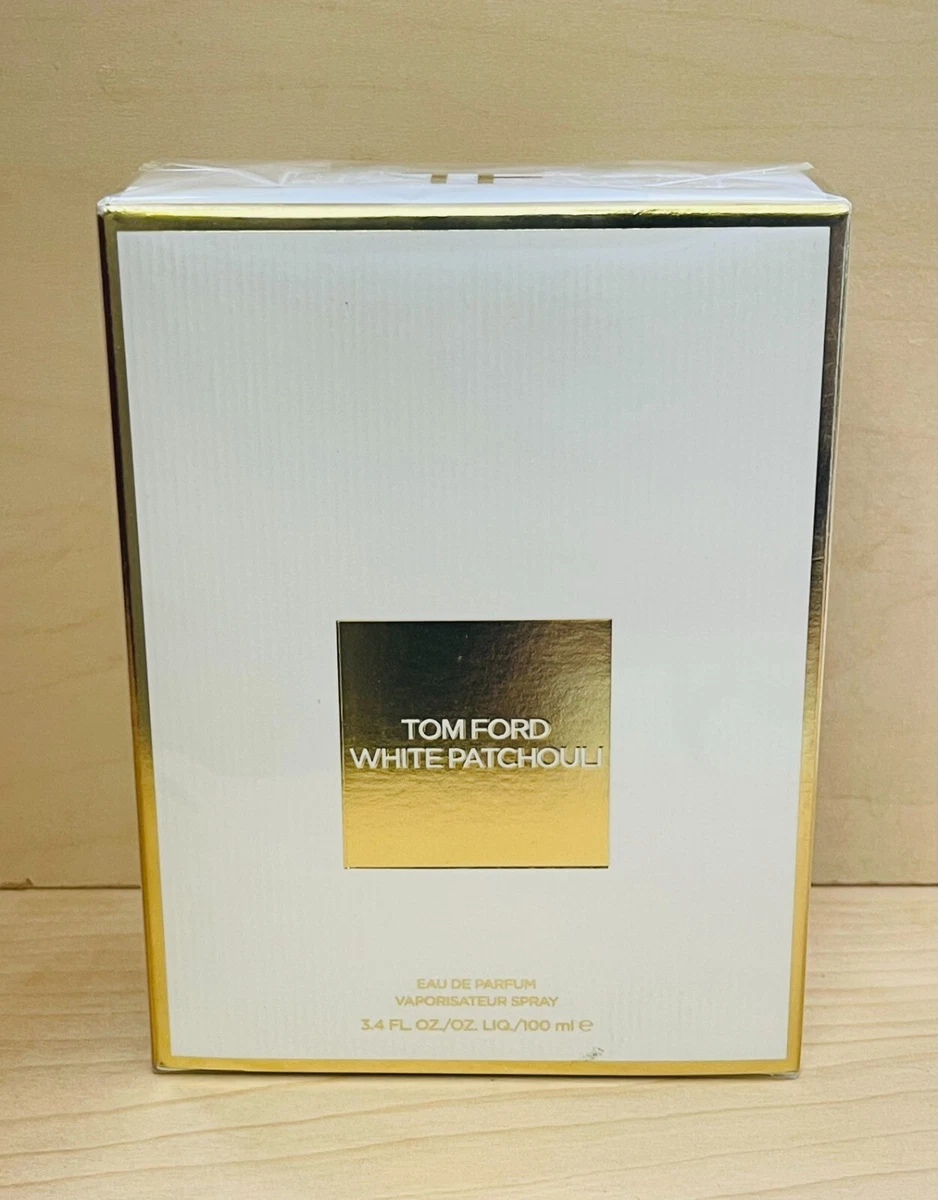 TOM FORD
WHITE PATCHOULI
EAU DE PARFUM
VAPORISATEUR SPRAY
3.4 FL. OZ./OZ. LIQ./100 ml ℮